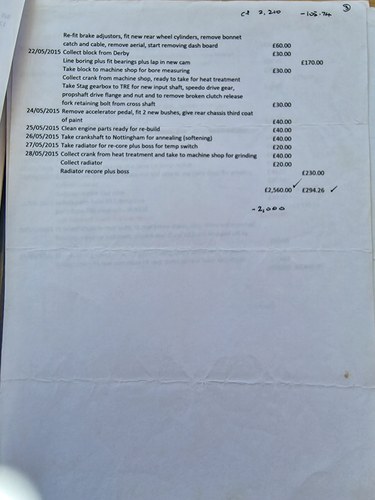 cf 2,210 -105.74 3
Re-fit brake adjustors, fit new rear wheel cylinders, remove bonnet
catch and cable, remove aerial, start removing dash board £60.00
22/05/2015 Collect block from Derby £30.00
Line boring plus fit bearings plus lap in new cam £170.00
Take block to machine shop for bore measuring £30.00
Collect crank from machine shop, ready to take for heat treatment
Take Stag gearbox to TRE for new input shaft, speedo drive gear,
propshaft drive flange and nut and to remove broken clutch release
fork retaining bolt from cross shaft £30.00
24/05/2015 Remove accelerator pedal, fit 2 new bushes, give rear chassis third coat
of paint £40.00
25/05/2015 Clean engine parts ready for re-build £40.00
26/05/2015 Take crankshaft to Nottingham for annealing (softening) £40.00
27/05/2015 Take radiator for re-core plus boss for temp switch £20.00
28/05/2015 Collect crank from heat treatment and take to machine shop for grinding £40.00
Collect radiator £20.00
Radiator recore plus boss £230.00
£2,560.00 ✓ £294.26 ✓
-2,000